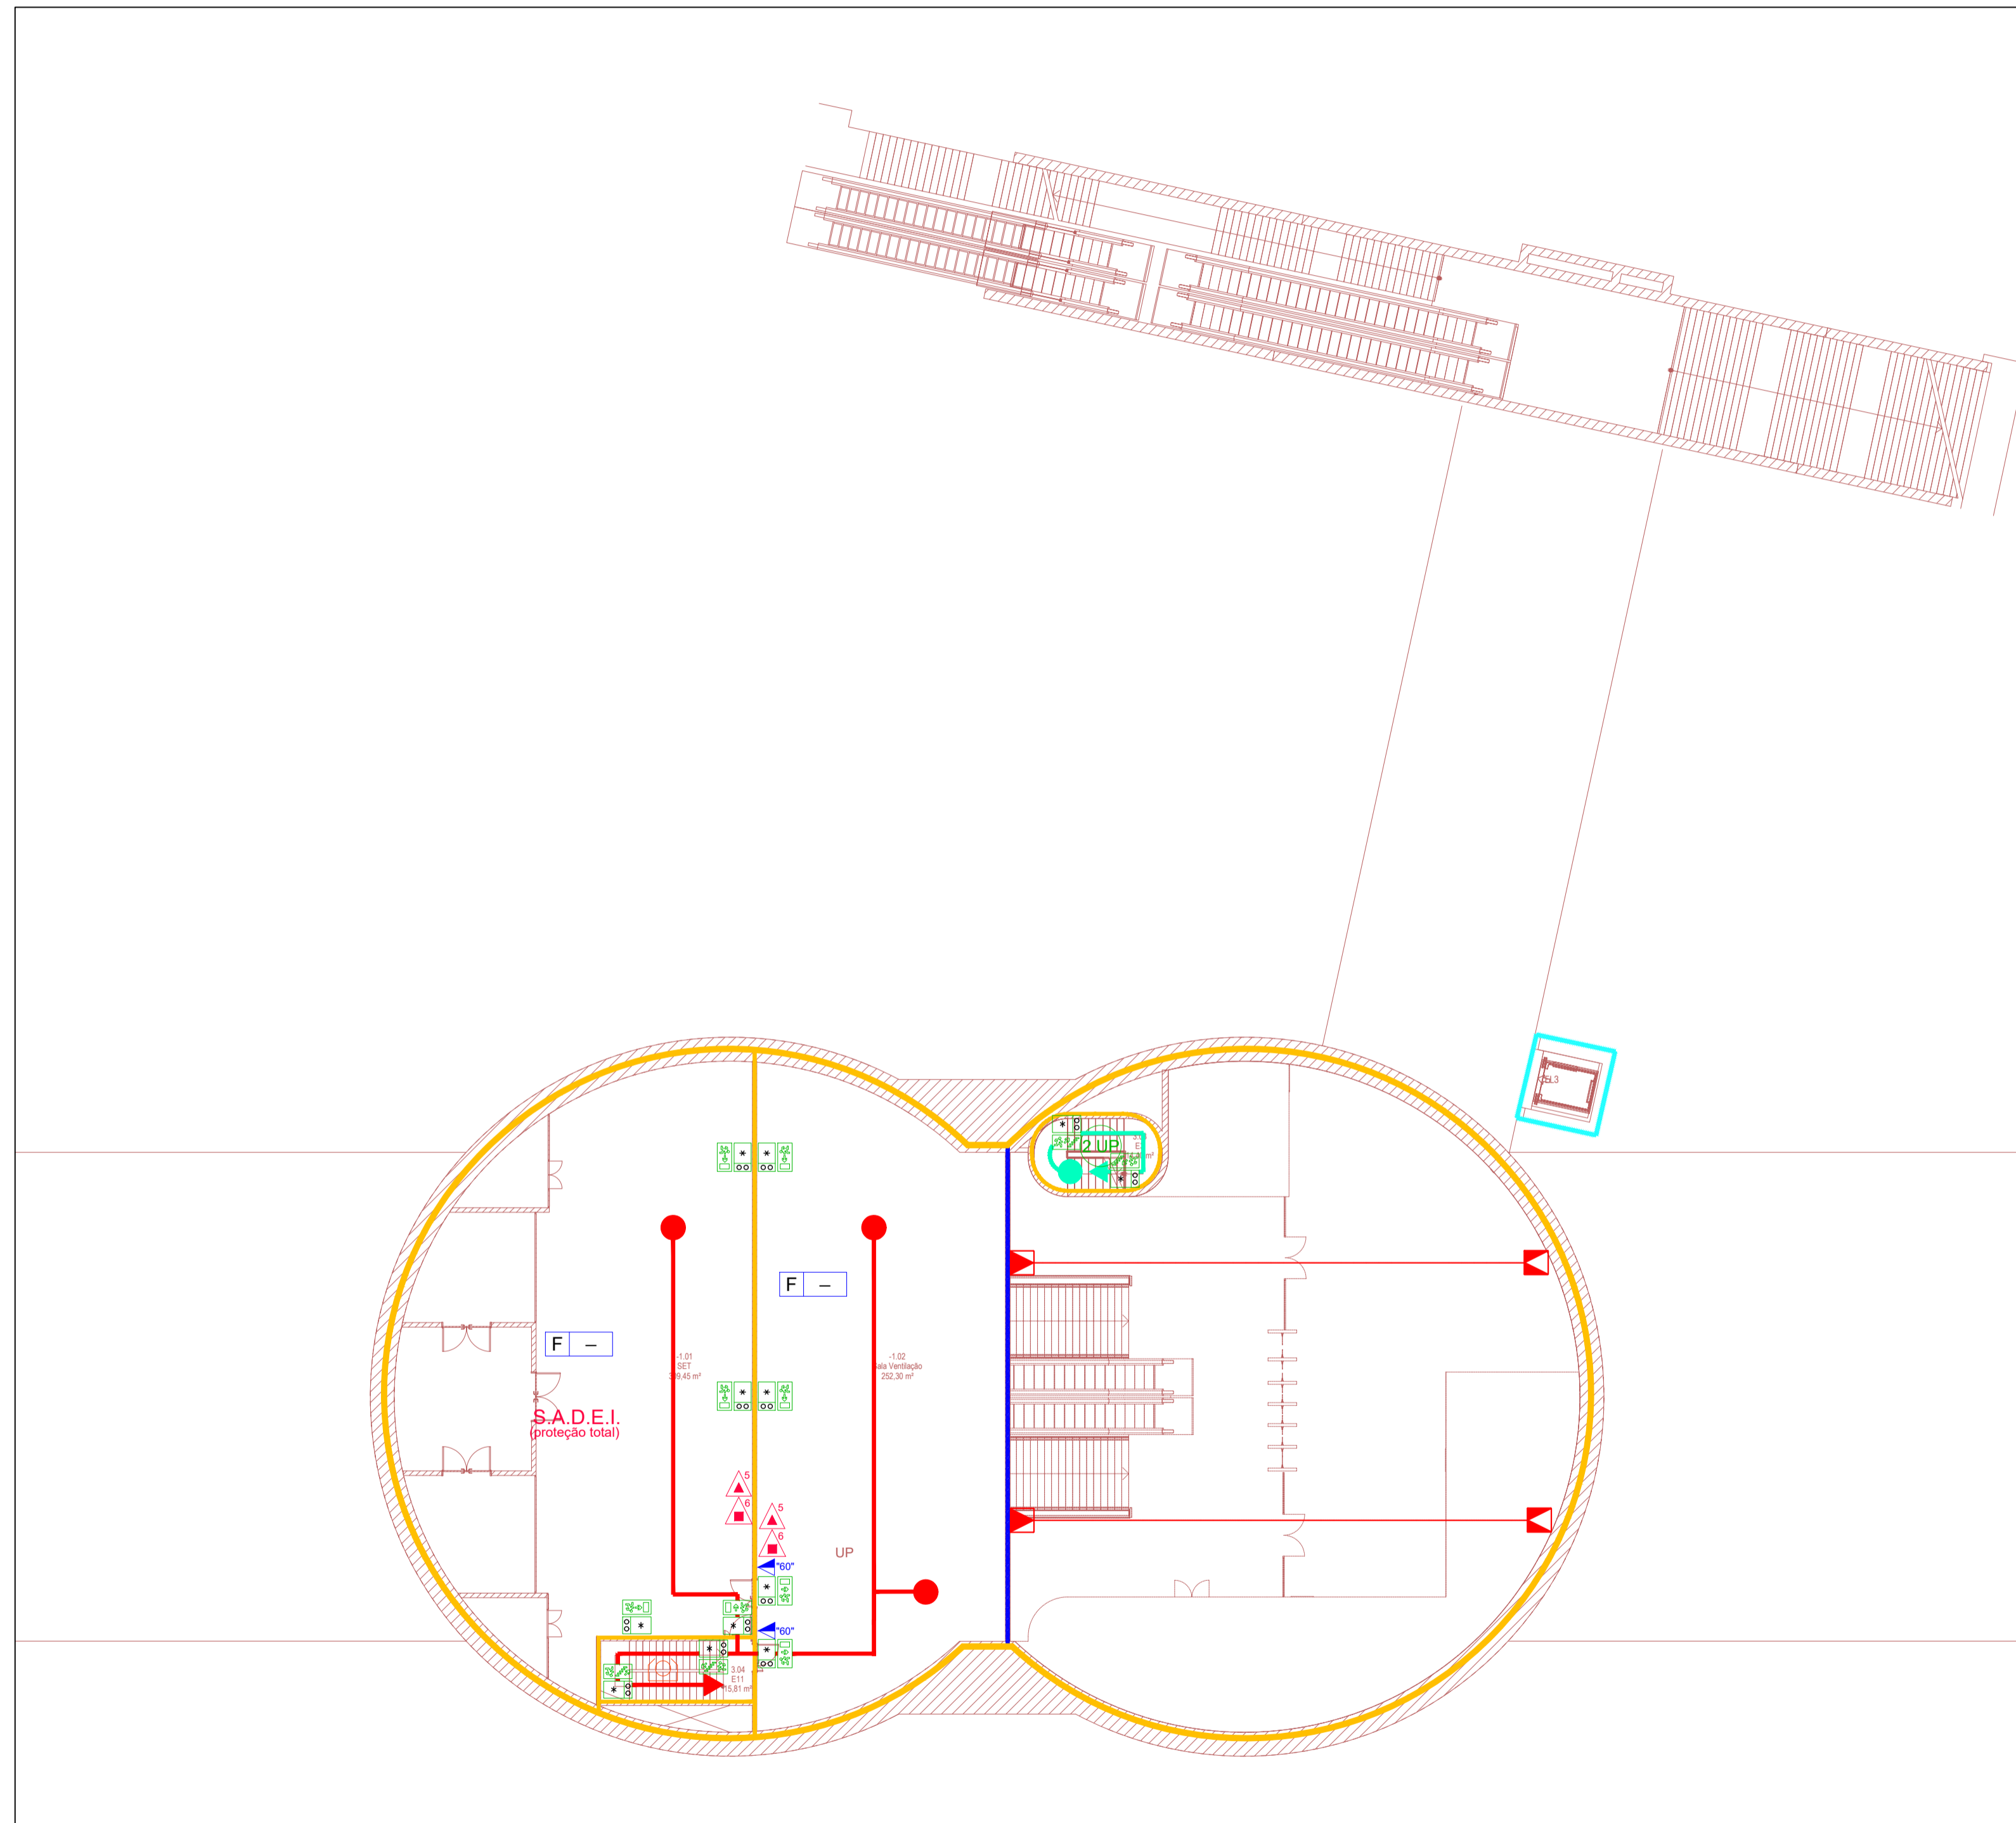 2 UP
F –
F –
-1.01
SET
-1.02
Sala Ventilação
252,30 m²
S.A.D.E.I.
(proteção total)
5
6
5
6
UP
"60"
"60"
3.04
E11
15,81 m²